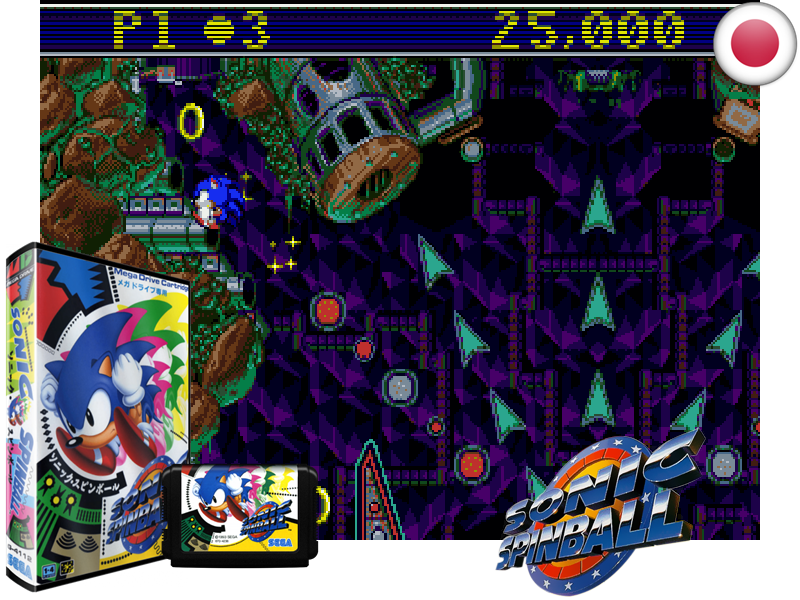 P1 ●3
25,000
Mega Drive Cartridge
メガドライブ専用
SONIC SPINBALL
ソニック・スピンボール
SONIC
SPINBALL
SEGA
SONIC
SPINBALL
SEGA
SONIC
SPINBALL